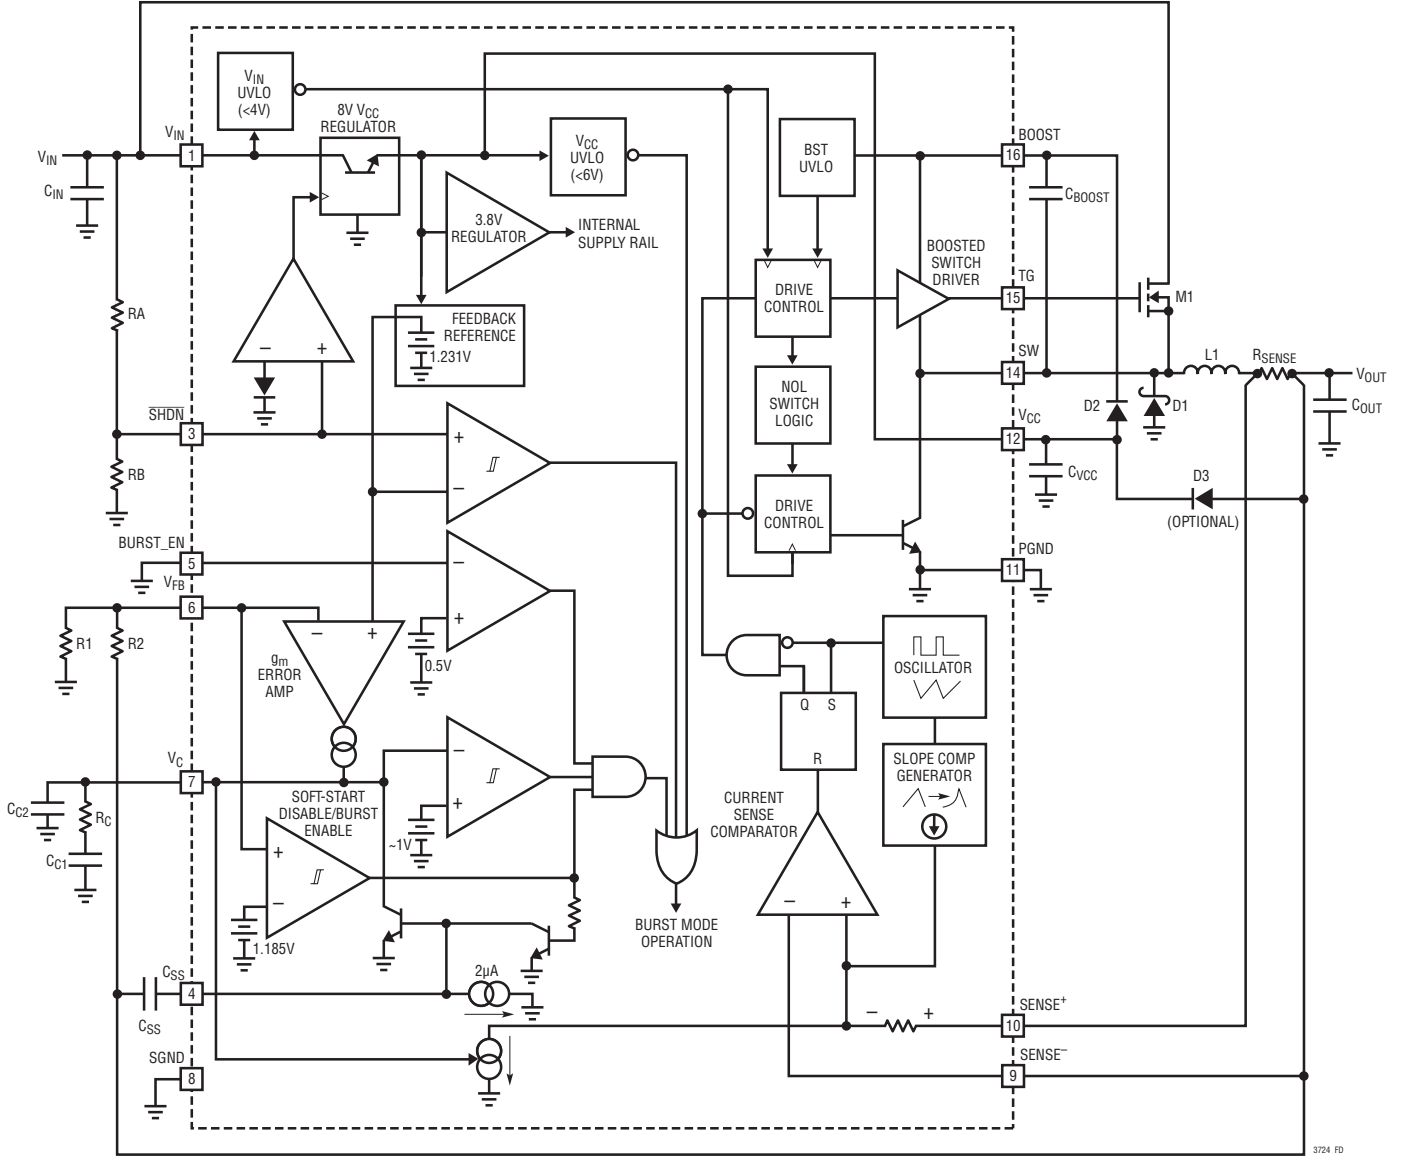 VIN
UVLO
(<4V)
8V VCC
REGULATOR
VIN
VIN
1
CIN
VCC
UVLO
(<6V)
BST
UVLO
BOOST
16
CBOOST
3.8V
REGULATOR
INTERNAL
SUPPLY RAIL
BOOSTED
SWITCH
DRIVER
TG
15
M1
DRIVE
CONTROL
RA
FEEDBACK
REFERENCE
1.231V
− +
SW
14
L1
RSENSE
VOUT
COUT
NOL
SWITCH
LOGIC
D2
D1
VCC
12
CVCC
SHDN
3
+
−
RB
D3
(OPTIONAL)
DRIVE
CONTROL
BURST_EN
5
−
+
0.5V
PGND
11
VFB
6
R1
R2
− +
gm
ERROR
AMP
OSCILLATOR
Q S
R
SLOPE COMP
GENERATOR
VC
7
CC2
RC
CC1
SOFT-START
DISABLE/BURST
ENABLE
−
+
~1V
CURRENT
SENSE
COMPARATOR
+
−
1.185V
− +
BURST MODE
OPERATION
CSS
4
CSS
2µA
− +
SENSE+
10
SENSE−
9
SGND
8
3724 FD